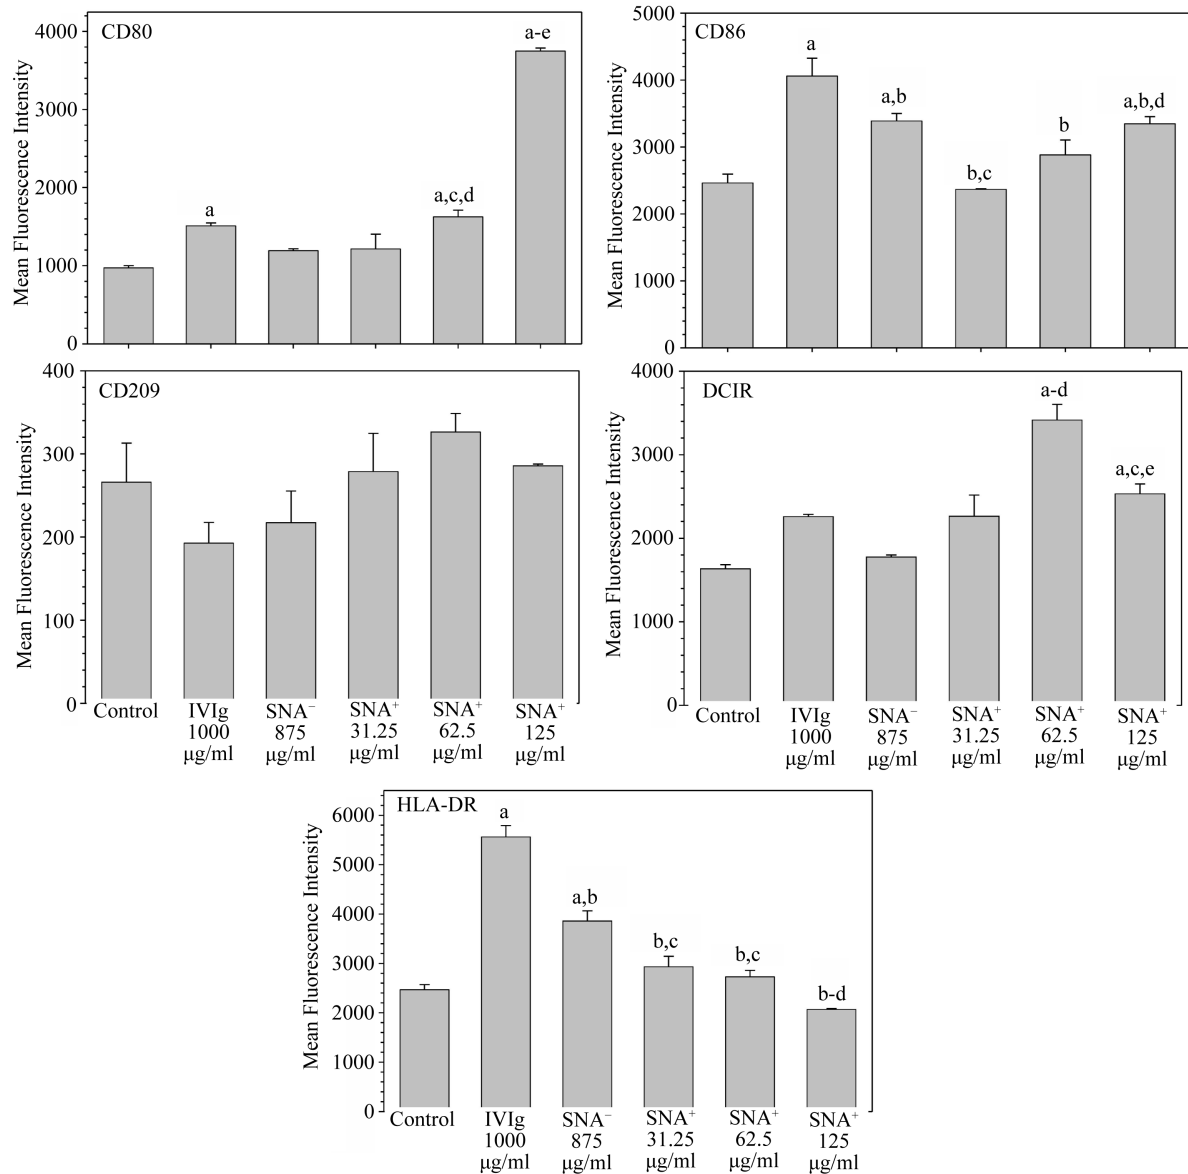 CD80
Mean Fluorescence Intensity
4000
3000
2000
1000
0
a
a,c,d
a-e
CD86
Mean Fluorescence Intensity
5000
4000
3000
2000
1000
0
a
a,b
b,c
b
a,b,d
CD209
Mean Fluorescence Intensity
400
300
200
100
0
Control
IVIg
1000
μg/ml
SNA⁻
875
μg/ml
SNA⁺
31.25
μg/ml
SNA⁺
62.5
μg/ml
SNA⁺
125
μg/ml
DCIR
Mean Fluorescence Intensity
4000
3000
2000
1000
0
a-d
a,c,e
Control
IVIg
1000
μg/ml
SNA⁻
875
μg/ml
SNA⁺
31.25
μg/ml
SNA⁺
62.5
μg/ml
SNA⁺
125
μg/ml
HLA-DR
Mean Fluorescence Intensity
6000
5000
4000
3000
2000
1000
0
a
a,b
b,c
b,c
b-d
Control
IVIg
1000
μg/ml
SNA⁻
875
μg/ml
SNA⁺
31.25
μg/ml
SNA⁺
62.5
μg/ml
SNA⁺
125
μg/ml